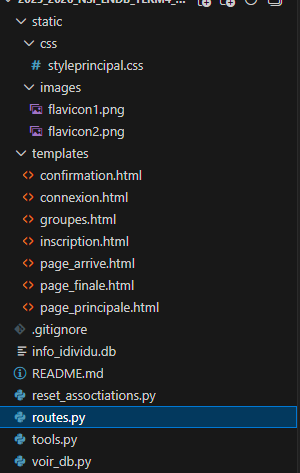 2025_2026_NSI_LNDB_TERM4_...
static
css
# styleprincipal.css
images
flavicon1.png
flavicon2.png
templates
<> confirmation.html
<> connexion.html
<> groupes.html
<> inscription.html
<> page_arrive.html
<> page_finale.html
<> page_principale.html
.gitignore
info_idividu.db
README.md
reset_assoctiations.py
routes.py
tools.py
voir_db.py